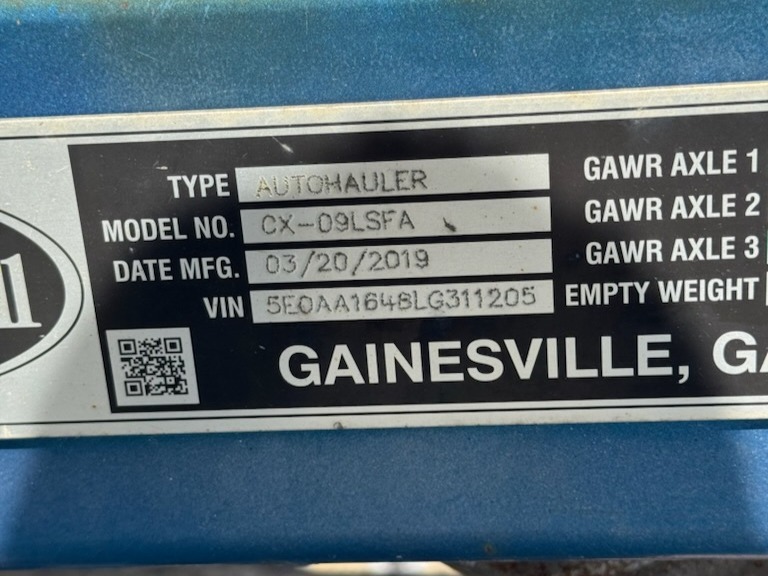 TYPE AUTOHAULER GAWR AXLE 1
MODEL NO. CX-09LSFA GAWR AXLE 2
DATE MFG. 03/20/2019 GAWR AXLE 3
VIN 5E0AA1648LG311205 EMPTY WEIGHT
GAINESVILLE, GA